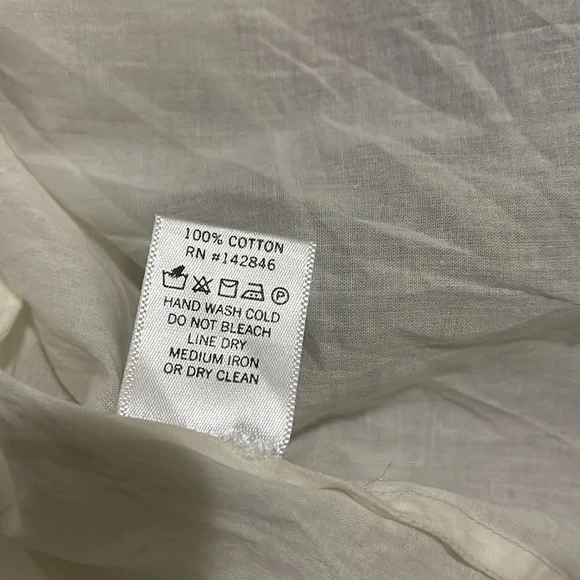 100% COTTON
RN #142846
P
HAND WASH COLD
DO NOT BLEACH
LINE DRY
MEDIUM IRON
OR DRY CLEAN